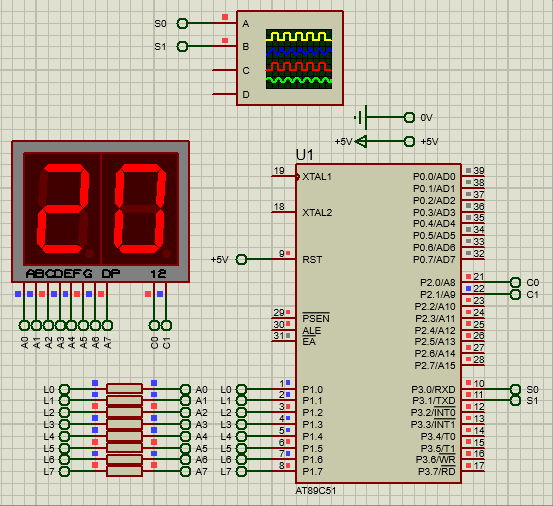 S0 A
S1 B
C
D
0V
+5V +5V
U1
20
ABCDEFG DP 12
A0 A1 A2 A3 A4 A5 A6 A7 C0 C1
19 XTAL1
18 XTAL2
+5V 9 RST
29 PSEN
30 ALE
31 EA
P0.0/AD0 39
P0.1/AD1 38
P0.2/AD2 37
P0.3/AD3 36
P0.4/AD4 35
P0.5/AD5 34
P0.6/AD6 33
P0.7/AD7 32
P2.0/A8 21 C0
P2.1/A9 22 C1
P2.2/A10 23
P2.3/A11 24
P2.4/A12 25
P2.5/A13 26
P2.6/A14 27
P2.7/A15 28
L0 A0 L0 1 P1.0 P3.0/RXD 10 S0
L1 A1 L1 2 P1.1 P3.1/TXD 11 S1
L2 A2 L2 3 P1.2 P3.2/INT0 12
L3 A3 L3 4 P1.3 P3.3/INT1 13
L4 A4 L4 5 P1.4 P3.4/T0 14
L5 A5 L5 6 P1.5 P3.5/T1 15
L6 A6 L6 7 P1.6 P3.6/WR 16
L7 A7 L7 8 P1.7 P3.7/RD 17
AT89C51